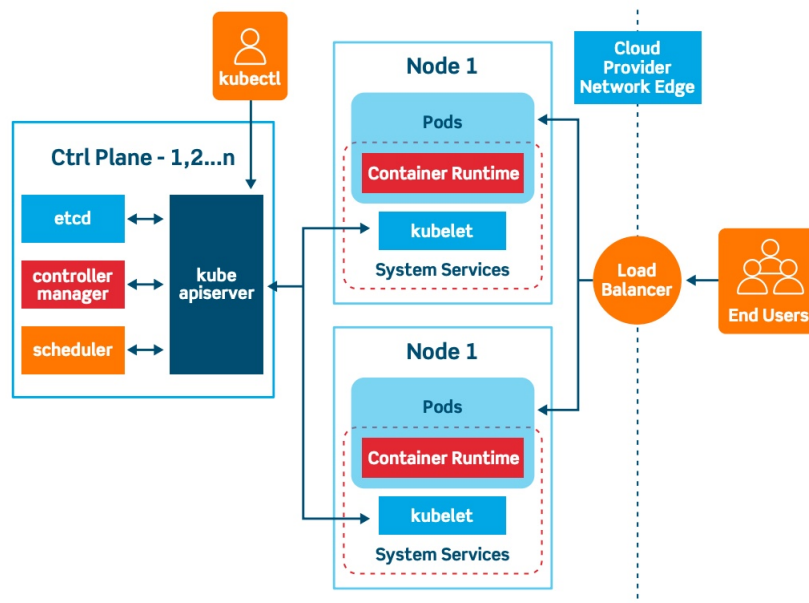 kubectl
Ctrl Plane - 1,2...n
etcd
controller
manager
scheduler
kube
apiserver
Node 1
Pods
Container Runtime
kubelet
System Services
Node 1
Pods
Container Runtime
kubelet
System Services
Cloud
Provider
Network Edge
Load
Balancer
End Users